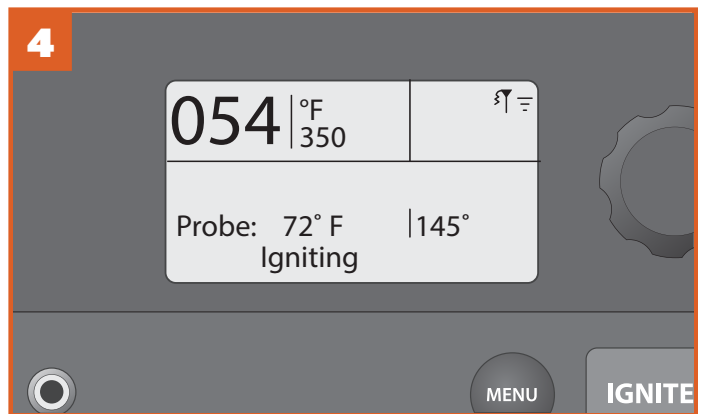 4
054 °F
350
Probe: 72° F 145°
Igniting
MENU
IGNITE